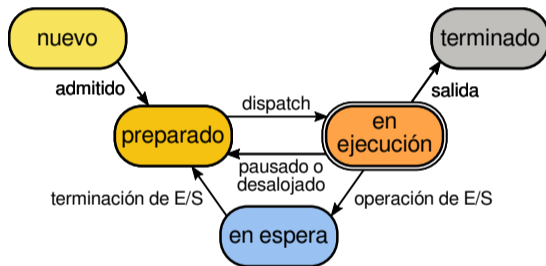 nuevo
terminado
admitido
salida
dispatch
preparado
en
ejecución
pausado o
desalojado
terminación de E/S
operación de E/S
en espera